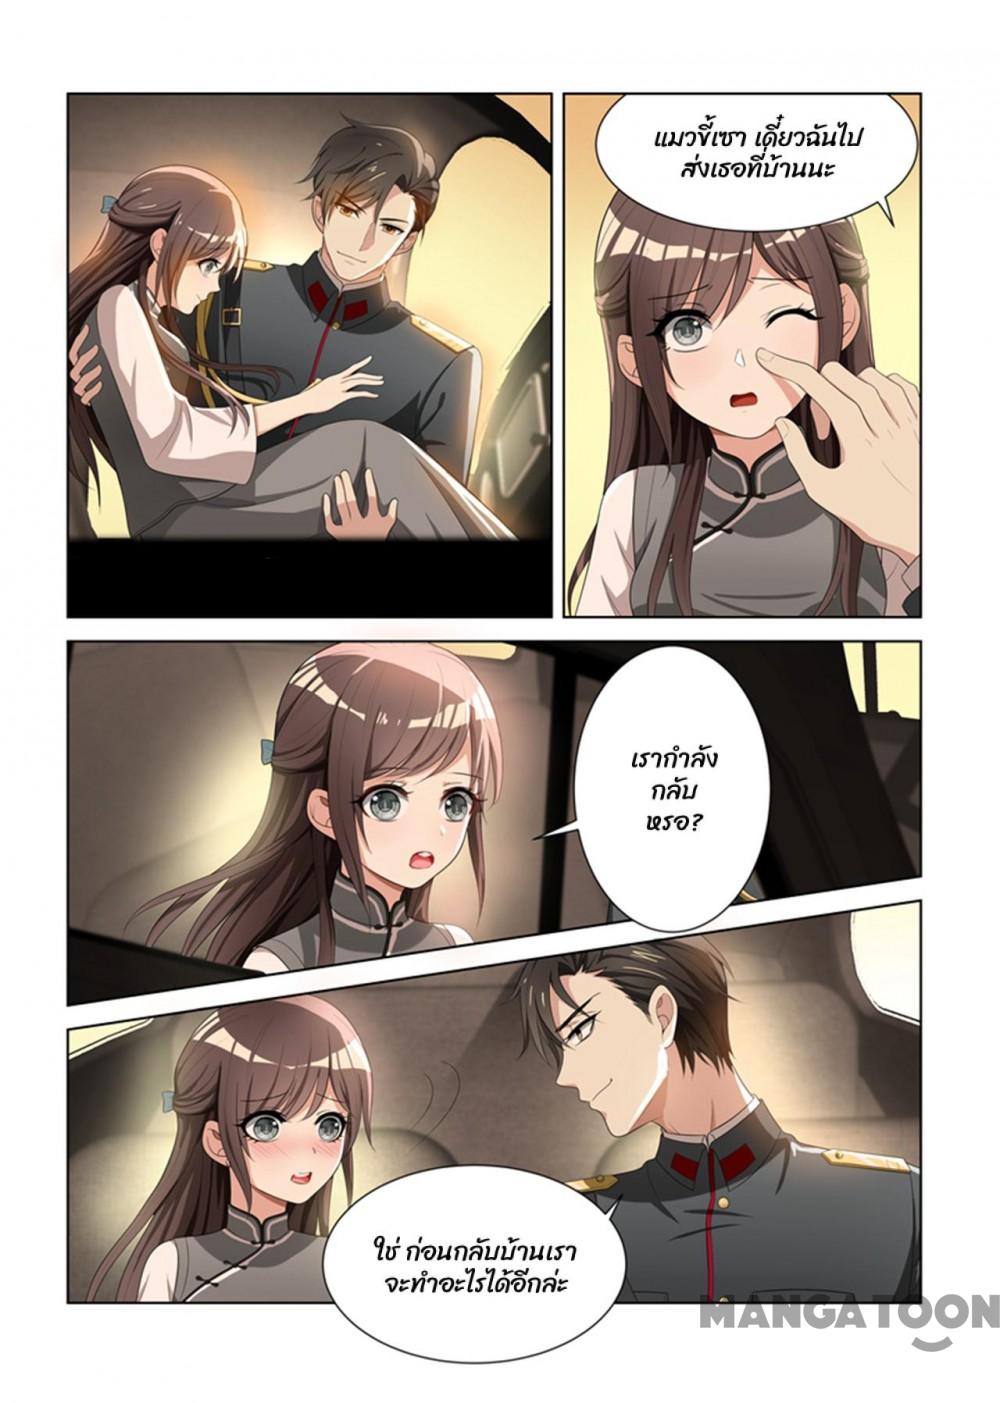 แมวขี้เซา เดี๋ยวฉันไป
ส่งเธอที่บ้านนะ
เรากำลัง
กลับ
หรอ?
ใช่ ก่อนกลับบ้านเรา
จะทำอะไรได้อีกล่ะ
MANGATOON